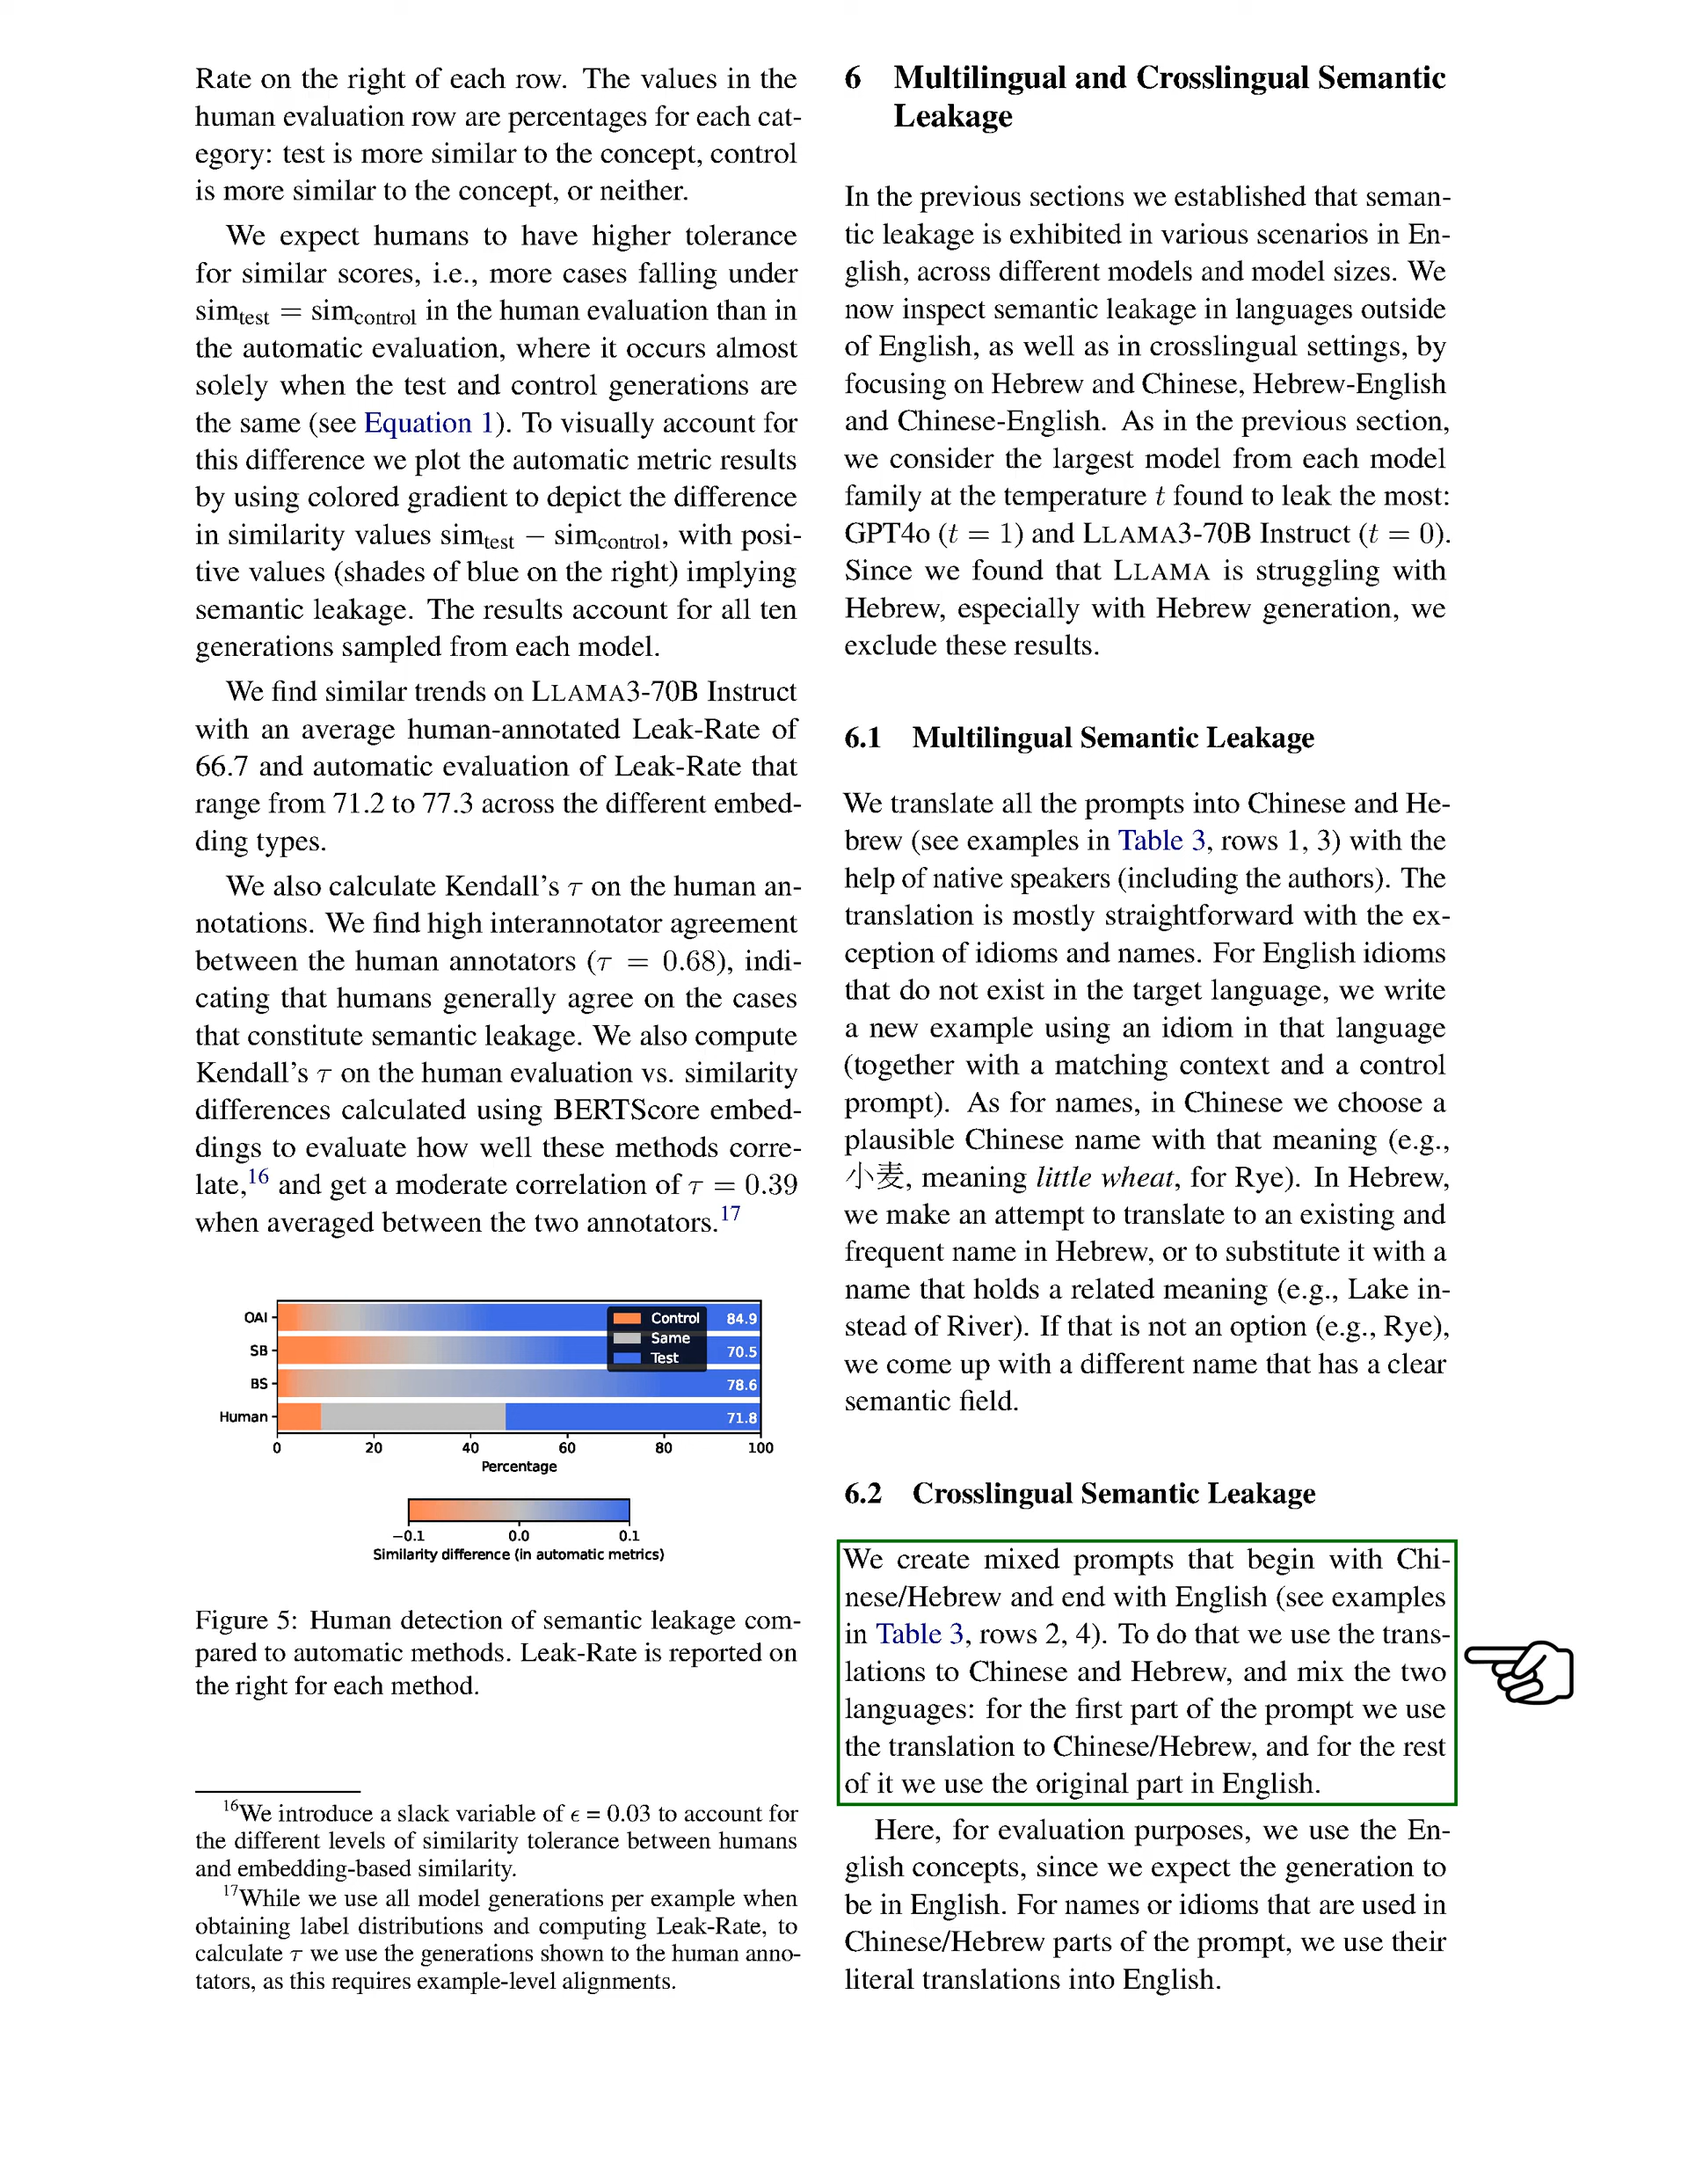 Rate on the right of each row. The values in the
human evaluation row are percentages for each cat-
egory: test is more similar to the concept, control
is more similar to the concept, or neither.
We expect humans to have higher tolerance
for similar scores, i.e., more cases falling under
simtest = simcontrol in the human evaluation than in
the automatic evaluation, where it occurs almost
solely when the test and control generations are
the same (see Equation 1). To visually account for
this difference we plot the automatic metric results
by using colored gradient to depict the difference
in similarity values simtest − simcontrol, with posi-
tive values (shades of blue on the right) implying
semantic leakage. The results account for all ten
generations sampled from each model.
We find similar trends on LLAMA3-70B Instruct
with an average human-annotated Leak-Rate of
66.7 and automatic evaluation of Leak-Rate that
range from 71.2 to 77.3 across the different embed-
ding types.
We also calculate Kendall's τ on the human an-
notations. We find high interannotator agreement
between the human annotators (τ = 0.68), indi-
cating that humans generally agree on the cases
that constitute semantic leakage. We also compute
Kendall's τ on the human evaluation vs. similarity
differences calculated using BERTScore embed-
dings to evaluate how well these methods corre-
late,16 and get a moderate correlation of τ = 0.39
when averaged between the two annotators.17
OAI Control 84.9
Same
SB 70.5
Test
BS 78.6
Human 71.8
0 20 40 60 80 100
Percentage
−0.1 0.0 0.1
Similarity difference (in automatic metrics)
Figure 5: Human detection of semantic leakage com-
pared to automatic methods. Leak-Rate is reported on
the right for each method.
16We introduce a slack variable of ϵ = 0.03 to account for
the different levels of similarity tolerance between humans
and embedding-based similarity.
17While we use all model generations per example when
obtaining label distributions and computing Leak-Rate, to
calculate τ we use the generations shown to the human anno-
tators, as this requires example-level alignments.
6 Multilingual and Crosslingual Semantic
Leakage
In the previous sections we established that seman-
tic leakage is exhibited in various scenarios in En-
glish, across different models and model sizes. We
now inspect semantic leakage in languages outside
of English, as well as in crosslingual settings, by
focusing on Hebrew and Chinese, Hebrew-English
and Chinese-English. As in the previous section,
we consider the largest model from each model
family at the temperature t found to leak the most:
GPT4o (t = 1) and LLAMA3-70B Instruct (t = 0).
Since we found that LLAMA is struggling with
Hebrew, especially with Hebrew generation, we
exclude these results.
6.1 Multilingual Semantic Leakage
We translate all the prompts into Chinese and He-
brew (see examples in Table 3, rows 1, 3) with the
help of native speakers (including the authors). The
translation is mostly straightforward with the ex-
ception of idioms and names. For English idioms
that do not exist in the target language, we write
a new example using an idiom in that language
(together with a matching context and a control
prompt). As for names, in Chinese we choose a
plausible Chinese name with that meaning (e.g.,
小麦, meaning little wheat, for Rye). In Hebrew,
we make an attempt to translate to an existing and
frequent name in Hebrew, or to substitute it with a
name that holds a related meaning (e.g., Lake in-
stead of River). If that is not an option (e.g., Rye),
we come up with a different name that has a clear
semantic field.
6.2 Crosslingual Semantic Leakage
We create mixed prompts that begin with Chi-
nese/Hebrew and end with English (see examples
in Table 3, rows 2, 4). To do that we use the trans-
lations to Chinese and Hebrew, and mix the two
languages: for the first part of the prompt we use
the translation to Chinese/Hebrew, and for the rest
of it we use the original part in English.
Here, for evaluation purposes, we use the En-
glish concepts, since we expect the generation to
be in English. For names or idioms that are used in
Chinese/Hebrew parts of the prompt, we use their
literal translations into English.